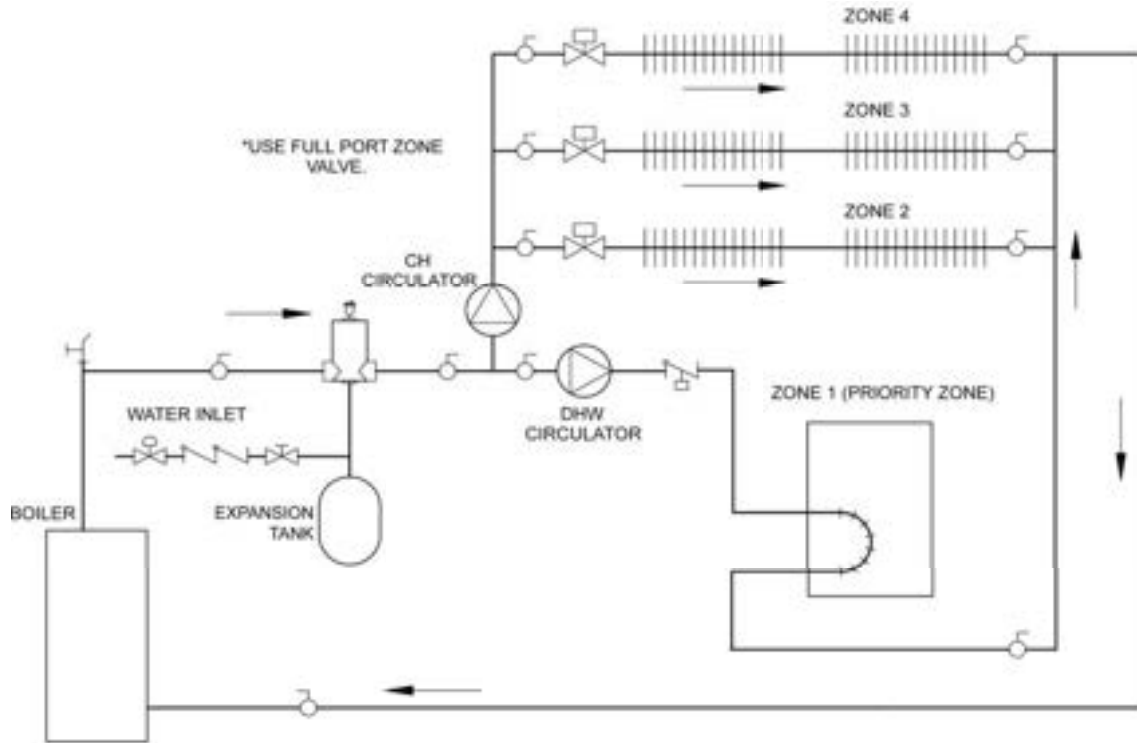 ZONE 4
ZONE 3
*USE FULL PORT ZONE
VALVE.
ZONE 2
CH
CIRCULATOR
WATER INLET
DHW
CIRCULATOR
ZONE 1 (PRIORITY ZONE)
BOILER
EXPANSION
TANK